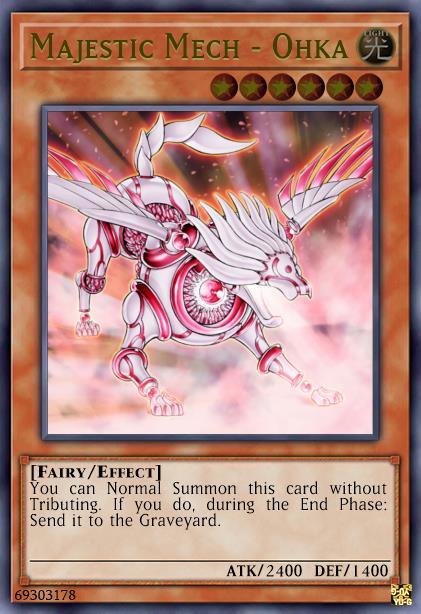 Majestic Mech - Ohka
LIGHT
光
[Fairy/Effect]
You can Normal Summon this card without
Tributing. If you do, during the End Phase:
Send it to the Graveyard.
ATK/2400 DEF/1400
69303178